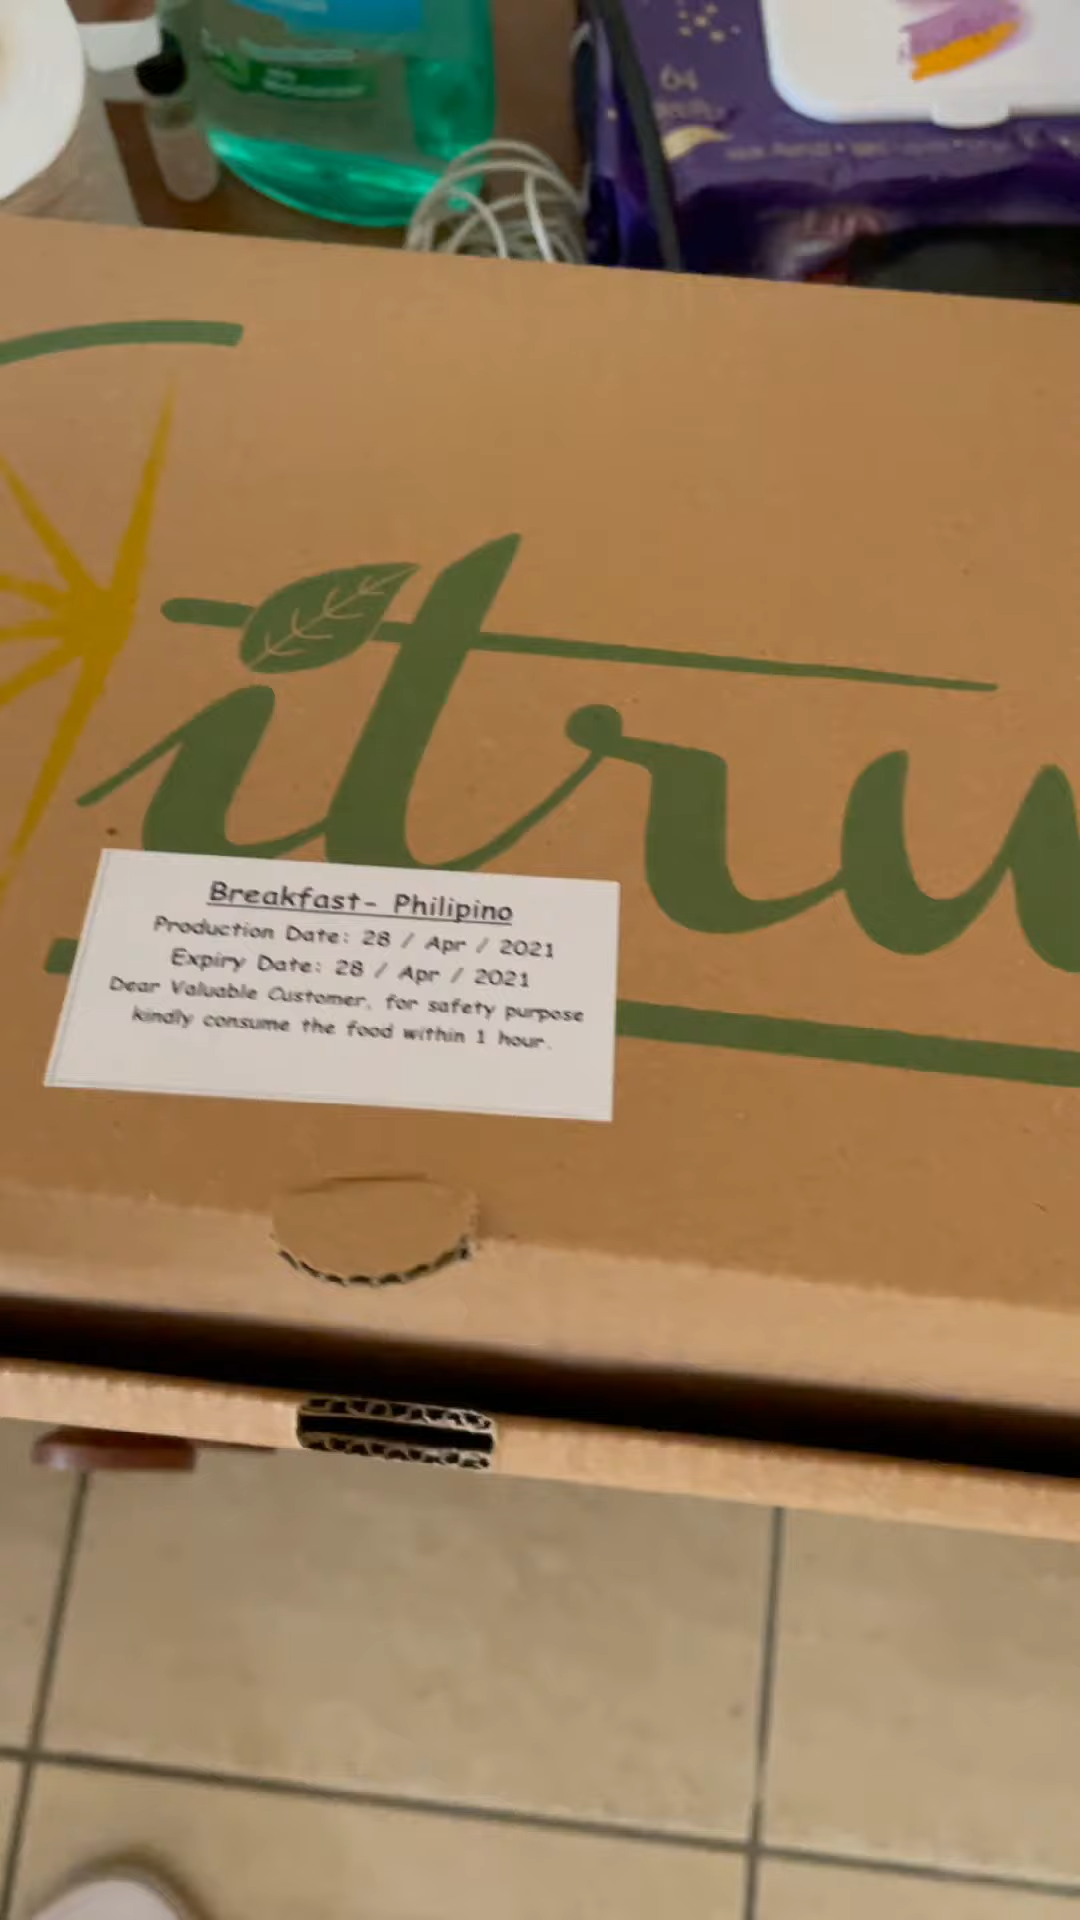 64
itru
Breakfast- Philipino
Production Date: 28 / Apr / 2021
Expiry Date: 28 / Apr / 2021
Dear Valuable Customer, for safety purpose
kindly consume the food within 1 hour.